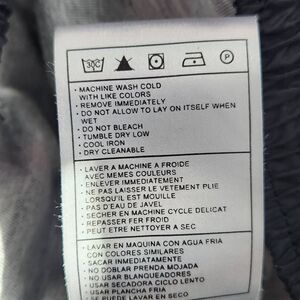 30C
P
- MACHINE WASH COLD
WITH LIKE COLORS
- REMOVE IMMEDIATELY
- DO NOT ALLOW TO LAY ON ITSELF WHEN
WET
- DO NOT BLEACH
- TUMBLE DRY LOW
- COOL IRON
- DRY CLEANABLE
- LAVER A MACHINE A FROIDE
AVEC MEMES COULEURS
- ENLEVER IMMEDIATEMENT
- NE PAS LAISSER LE VETEMENT PLIE
LORSQU'IL EST MOUILLE
- PAS D'EAU DE JAVEL
- SECHER EN MACHINE CYCLE DELICAT
- REPASSER FER FROID
- PEUT ETRE NETTOYER A SEC
- LAVAR EN MAQUINA CON AGUA FRIA
CON COLORES SIMILARES
- SACAR INMEDIATAMENTE
- NO DOBLAR PRENDA MOJADA
- NO USAR BLANQUEADORES
- USAR SECADORA CICLO LENTO
- USAR PLANCHA FRIA
- SE PUEDE LAVAR EN SECO